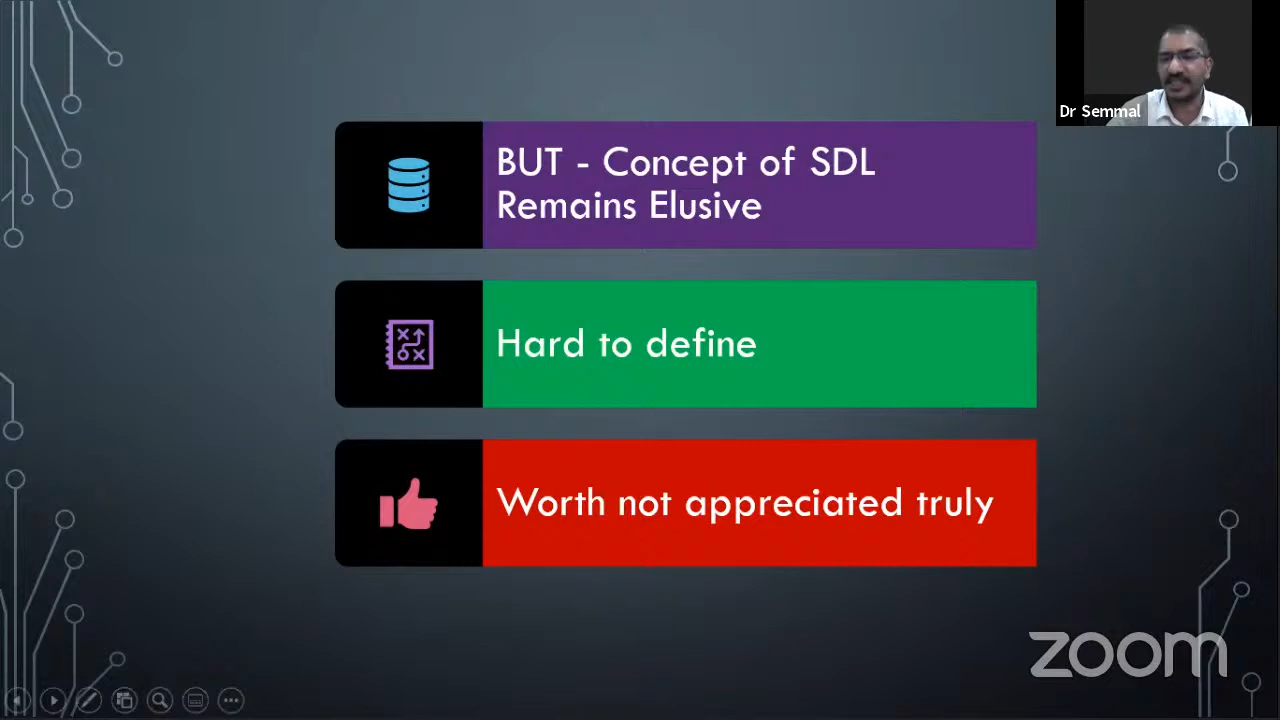 Dr Semmal
BUT - Concept of SDL
Remains Elusive
Hard to define
Worth not appreciated truly
zoom